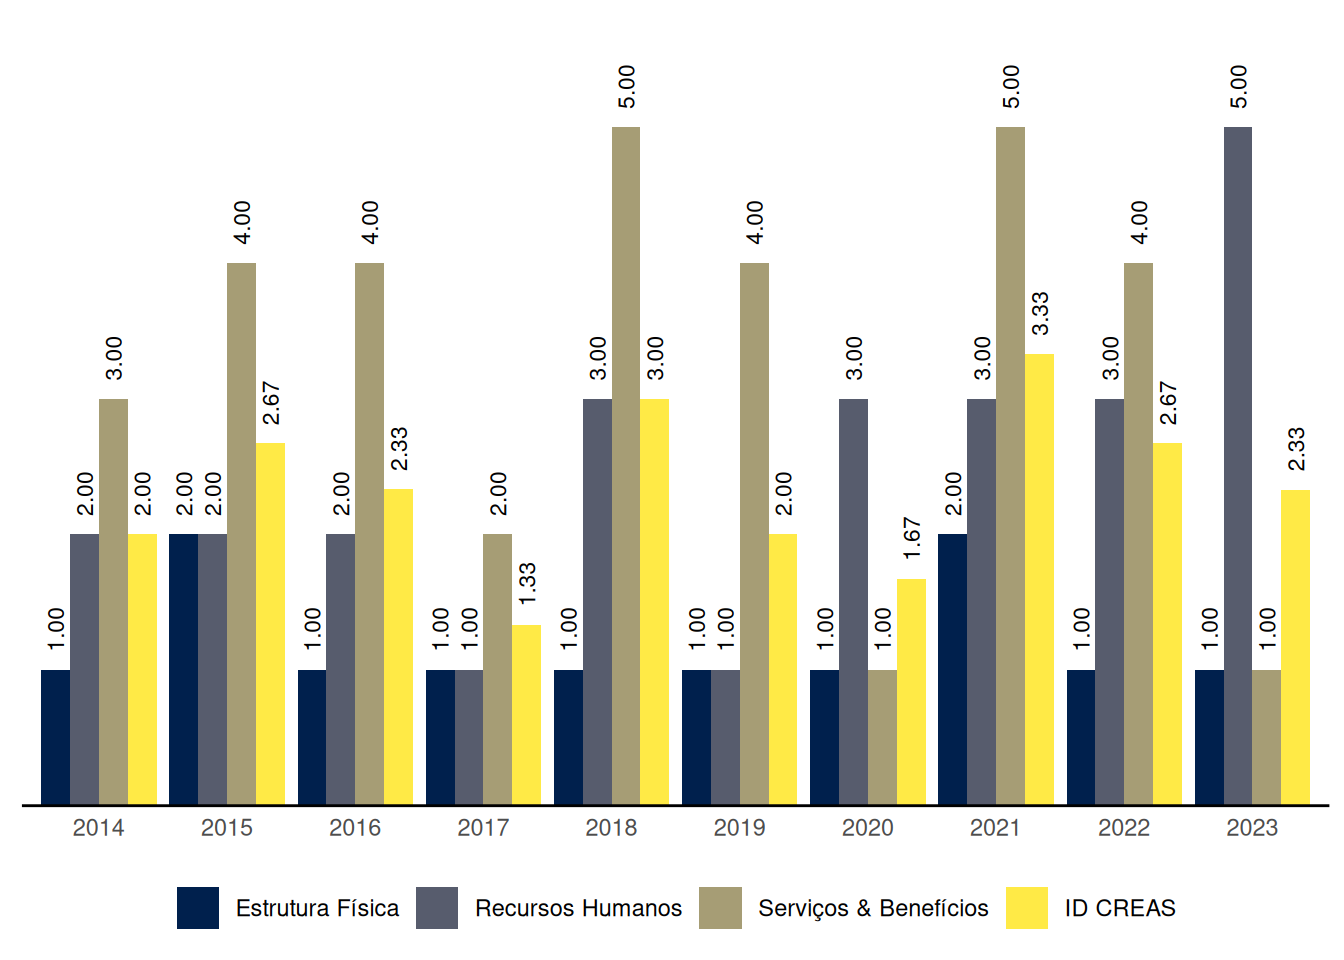 1.00 2.00 3.00 2.00
2.00 2.00 4.00 2.67
1.00 2.00 4.00 2.33
1.00 1.00 2.00 1.33
1.00 3.00 5.00 3.00
1.00 1.00 4.00 2.00
1.00 3.00 1.00 1.67
2.00 3.00 5.00 3.33
1.00 3.00 4.00 2.67
1.00 5.00 1.00 2.33
2014 2015 2016 2017 2018 2019 2020 2021 2022 2023
Estrutura Física Recursos Humanos Serviços & Benefícios ID CREAS